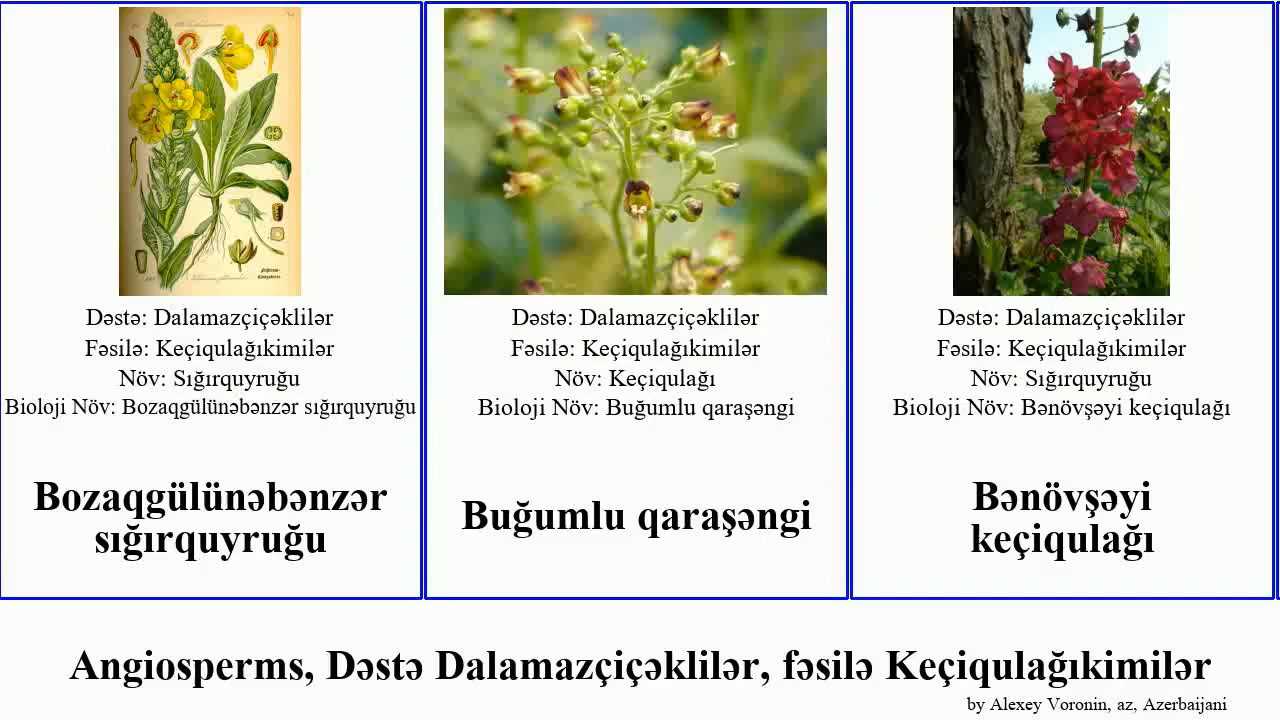 Dəstə: Dalamazçiçəklilər
Fəsilə: Keçiqulağıkimilər
Növ: Sığırquyruğu
Bioloji Növ: Bozaqgülünəbənzər sığırquyruğu
Bozaqgülünəbənzər
sığırquyruğu
Dəstə: Dalamazçiçəklilər
Fəsilə: Keçiqulağıkimilər
Növ: Keçiqulağı
Bioloji Növ: Buğumlu qaraşəngi
Buğumlu qaraşəngi
Dəstə: Dalamazçiçəklilər
Fəsilə: Keçiqulağıkimilər
Növ: Sığırquyruğu
Bioloji Növ: Bənövşəyi keçiqulağı
Bənövşəyi
keçiqulağı
Angiosperms, Dəstə Dalamazçiçəklilər, fəsilə Keçiqulağıkimilər
by Alexey Voronin, az, Azerbaijani